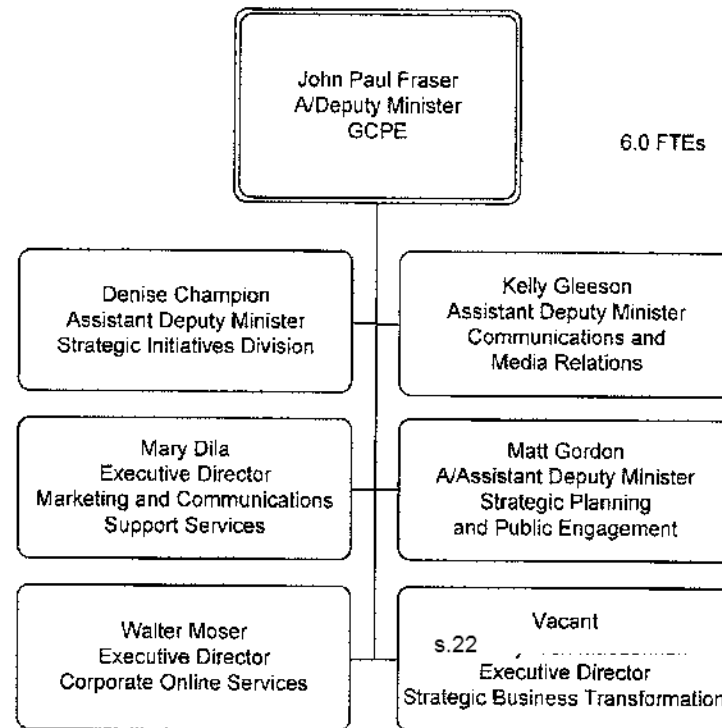 John Paul Fraser
A/Deputy Minister
GCPE
6.0 FTEs
Denise Champion
Assistant Deputy Minister
Strategic Initiatives Division
Kelly Gleeson
Assistant Deputy Minister
Communications and
Media Relations
Mary Dila
Executive Director
Marketing and Communications
Support Services
Matt Gordon
A/Assistant Deputy Minister
Strategic Planning
and Public Engagement
Walter Moser
Executive Director
Corporate Online Services
Vacant
s.22
Executive Director
Strategic Business Transformation